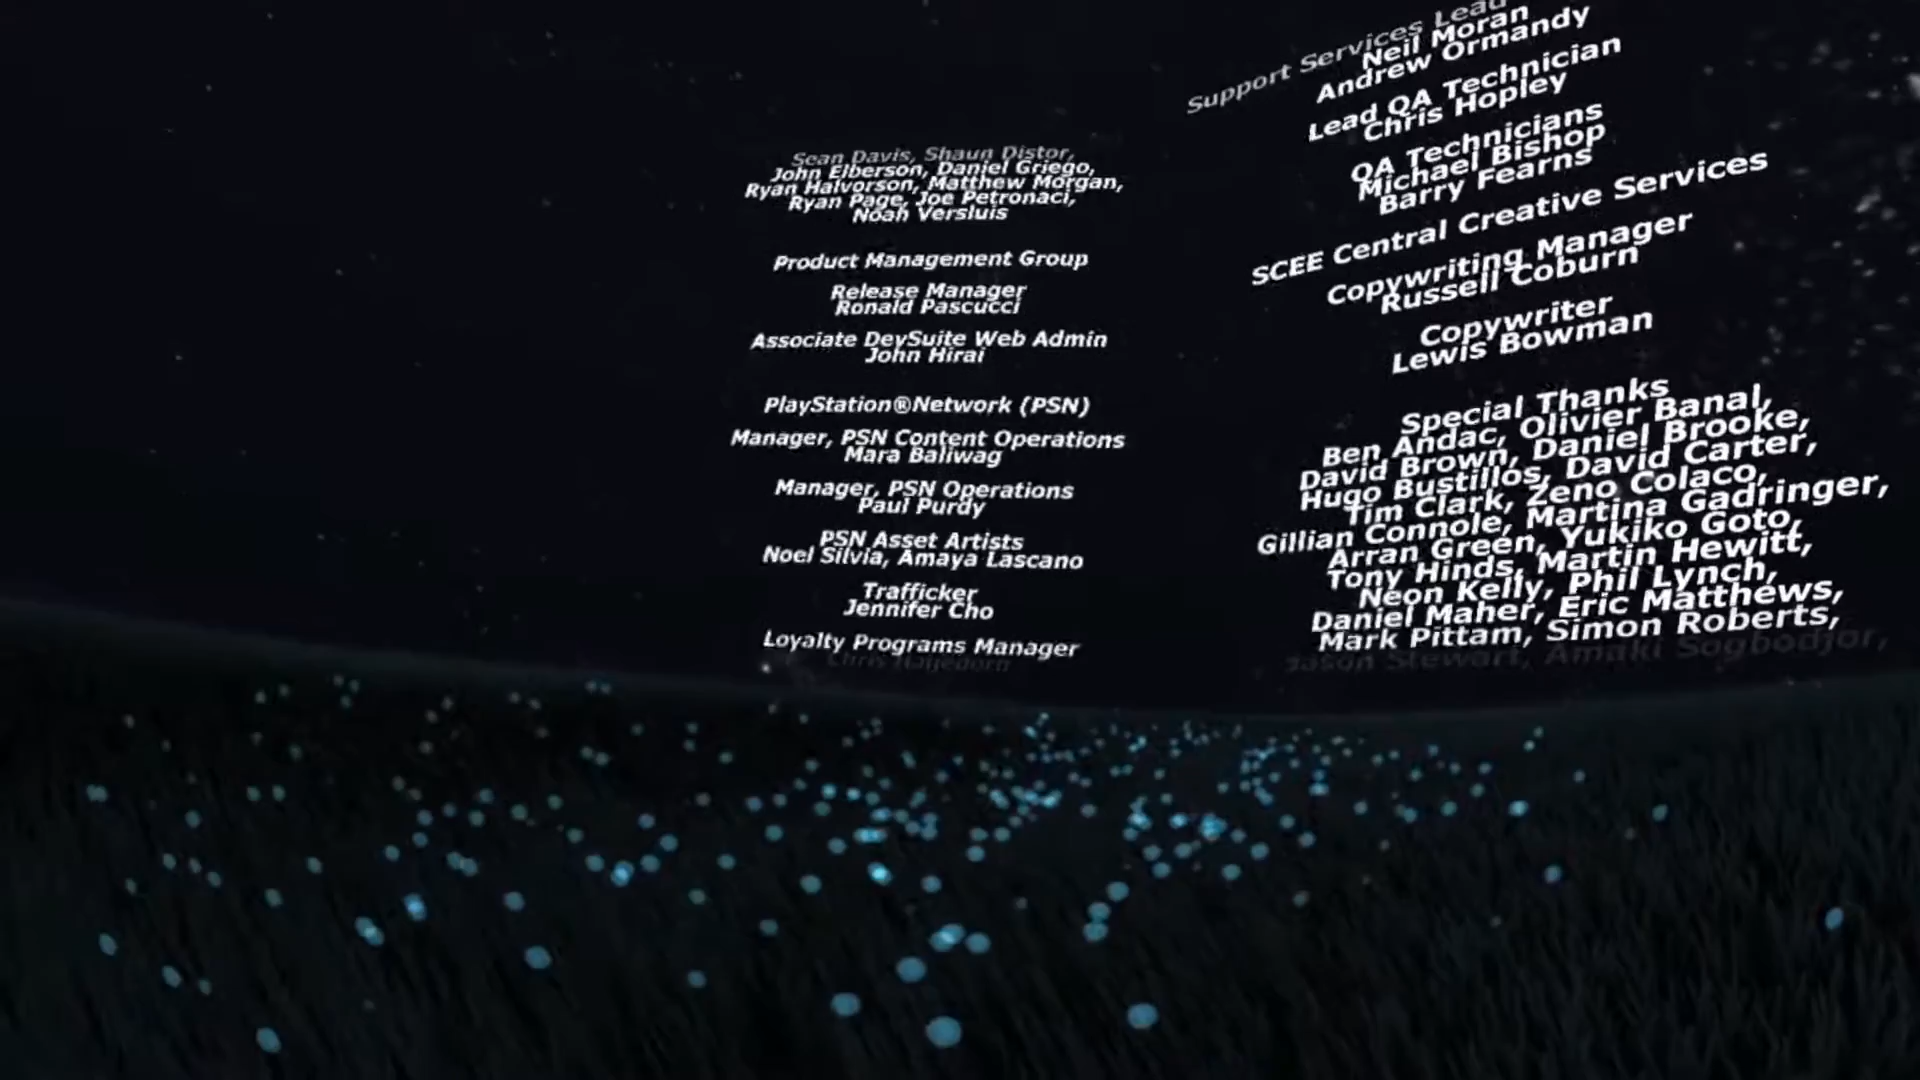 Sean Davis, Shaun Distor,
John Elberson, Daniel Griego,
Ryan Halvorson, Matthew Morgan,
Ryan Page, Joe Petronaci,
Noah Versluis
Product Management Group
Release Manager
Ronald Pascucci
Associate DevSuite Web Admin
John Hirai
PlayStation®Network (PSN)
Manager, PSN Content Operations
Mara Baliwag
Manager, PSN Operations
Paul Purdy
PSN Asset Artists
Noel Silvia, Amaya Lascano
Trafficker
Jennifer Cho
Loyalty Programs Manager
Chris Hagedorn
Support Services Lead
Neil Moran
Andrew Ormandy
Lead QA Technician
Chris Hopley
QA Technicians
Michael Bishop
Barry Fearns
SCEE Central Creative Services
Copywriting Manager
Russell Coburn
Copywriter
Lewis Bowman
Special Thanks
Ben Andac, Olivier Banal,
David Brown, Daniel Brooke,
Hugo Bustillos, David Carter,
Tim Clark, Zeno Colaco,
Gillian Connole, Martina Gadringer,
Arran Green, Yukiko Goto,
Tony Hinds, Martin Hewitt,
Neon Kelly, Phil Lynch,
Daniel Maher, Eric Matthews,
Mark Pittam, Simon Roberts,
Jason Stewart, Amaki Sogbodjor,